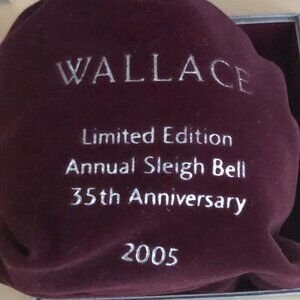 WALLACE
Limited Edition
Annual Sleigh Bell
35th Anniversary
2005